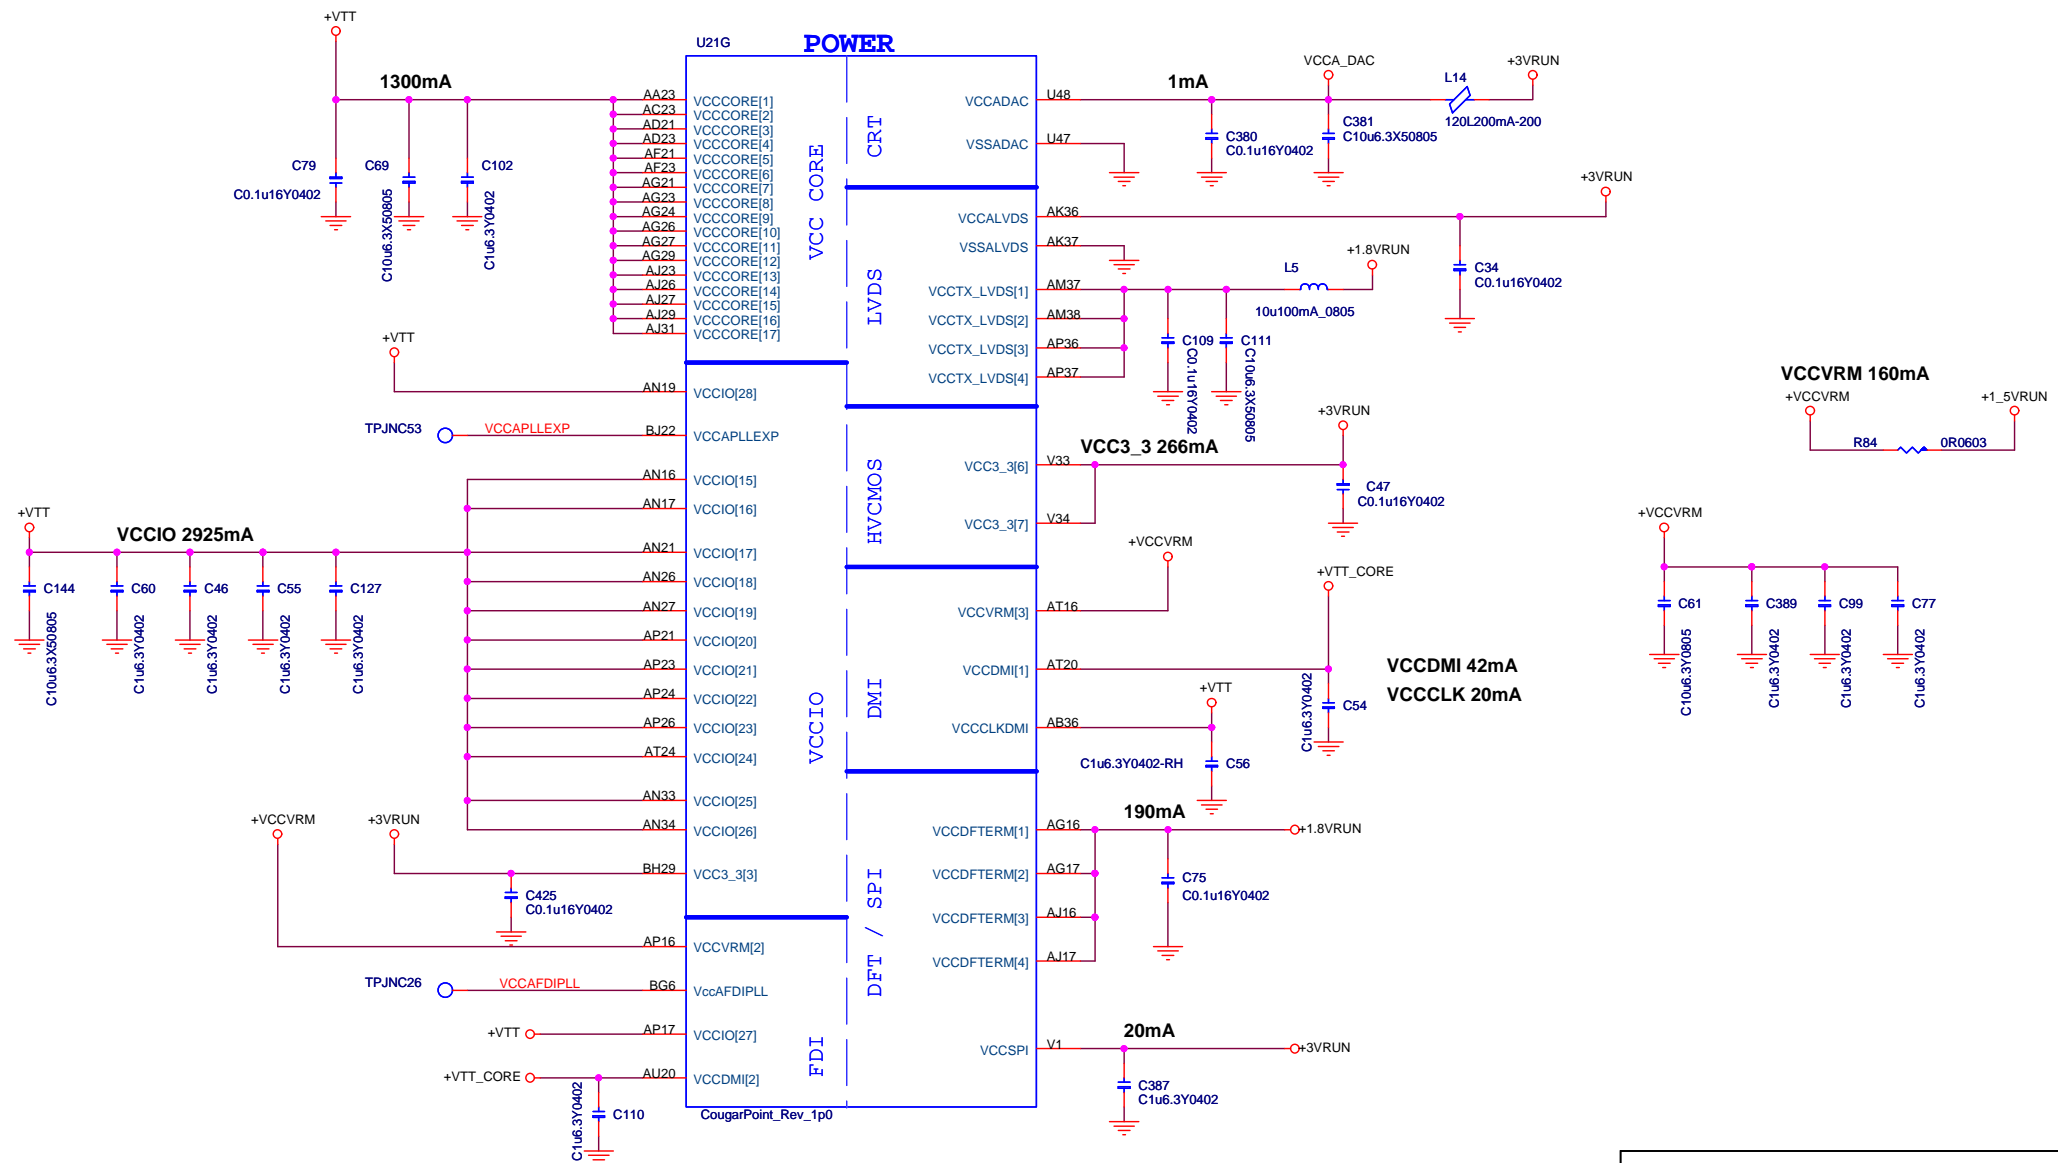 +VTT
1300mA
C79
C0.1u16Y0402
C69
C10u6.3X50805
C102
C1u6.3Y0402
U21G
POWER
AA23
AC23
AD21
AD23
AF21
AF23
AG21
AG23
AG24
AG26
AG27
AG29
AJ23
AJ26
AJ27
AJ29
AJ31
VCCCORE[1]
VCCCORE[2]
VCCCORE[3]
VCCCORE[4]
VCCCORE[5]
VCCCORE[6]
VCCCORE[7]
VCCCORE[8]
VCCCORE[9]
VCCCORE[10]
VCCCORE[11]
VCCCORE[12]
VCCCORE[13]
VCCCORE[14]
VCCCORE[15]
VCCCORE[16]
VCCCORE[17]
VCC CORE
CRT
VCCADAC
U48
VSSADAC
U47
1mA
C380
C0.1u16Y0402
VCCA_DAC
C381
C10u6.3X50805
L14
120L200mA-200
+3VRUN
LVDS
VCCALVDS
AK36
VSSALVDS
AK37
+3VRUN
C34
C0.1u16Y0402
VCCTX_LVDS[1]
AM37
VCCTX_LVDS[2]
AM38
VCCTX_LVDS[3]
AP36
VCCTX_LVDS[4]
AP37
L5
10u100mA_0805
+1.8VRUN
C109
C0.1u16Y0402
C111
C10u6.3X50805
+VTT
AN19
VCCIO[28]
TPJNC53
VCCAPLLEXP
BJ22
VCCAPLLEXP
HVCMOS
VCC3_3[6]
V33
VCC3_3[7]
V34
VCC3_3 266mA
+3VRUN
C47
C0.1u16Y0402
VCCVRM 160mA
+VCCVRM
R84
0R0603
+1_5VRUN
+VTT
VCCIO 2925mA
C144
C10u6.3X50805
C60
C1u6.3Y0402
C46
C1u6.3Y0402
C55
C1u6.3Y0402
C127
C1u6.3Y0402
AN16
VCCIO[15]
AN17
VCCIO[16]
AN21
VCCIO[17]
AN26
VCCIO[18]
AN27
VCCIO[19]
AP21
VCCIO[20]
AP23
VCCIO[21]
AP24
VCCIO[22]
AP26
VCCIO[23]
AT24
VCCIO[24]
AN33
VCCIO[25]
AN34
VCCIO[26]
VCCIO
DMI
VCCVRM[3]
AT16
+VCCVRM
VCCDMI[1]
AT20
+VTT_CORE
C1u6.3Y0402
C54
VCCDMI 42mA
VCCCLK 20mA
VCCCLKDMI
AB36
+VTT
C1u6.3Y0402-RH
C56
+VCCVRM
C61
C10u6.3Y0805
C389
C1u6.3Y0402
C99
C1u6.3Y0402
C77
C1u6.3Y0402
+VCCVRM
+3VRUN
BH29
VCC3_3[3]
C425
C0.1u16Y0402
AP16
VCCVRM[2]
TPJNC26
VCCAFDIPLL
BG6
VccAFDIPLL
+VTT
AP17
VCCIO[27]
+VTT_CORE
AU20
VCCDMI[2]
C1u6.3Y0402
C110
FDI
DFT / SPI
190mA
VCCDFTERM[1]
AG16
VCCDFTERM[2]
AG17
VCCDFTERM[3]
AJ16
VCCDFTERM[4]
AJ17
+1.8VRUN
C75
C0.1u16Y0402
20mA
VCCSPI
V1
+3VRUN
C387
C1u6.3Y0402
CougarPoint_Rev_1p0